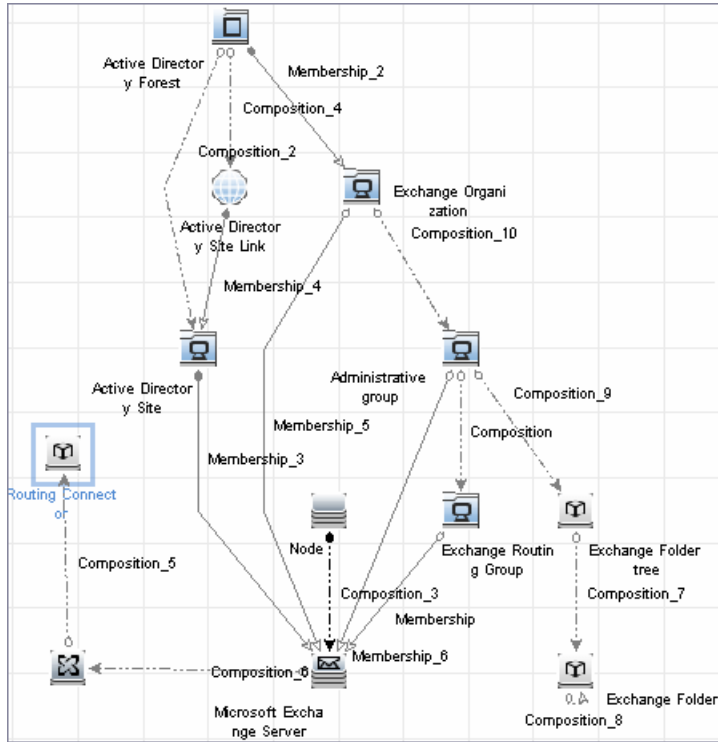 Active Director
y Forest
Membership_2
Composition_4
Composition_2
Exchange Organi
zation
Active Director
y Site Link
Composition_10
Membership_4
Active Director
y Site
Administrative
group
Composition_9
Membership_5
Composition
Membership_3
Routing Connect
or
Node
Exchange Routin
g Group
Exchange Folder
tree
Composition_5
Composition_3
Composition_7
Membership
Membership_6
Composition_6
Microsoft Excha
nge Server
Exchange Folder
Composition_8